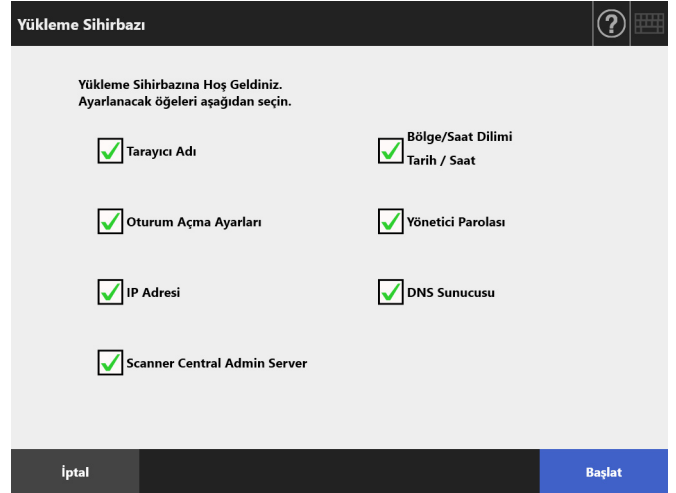 Yükleme Sihirbazı
?
Yükleme Sihirbazına Hoş Geldiniz.
Ayarlanacak öğeleri aşağıdan seçin.
Tarayıcı Adı
Bölge/Saat Dilimi
Tarih / Saat
Oturum Açma Ayarları
Yönetici Parolası
IP Adresi
DNS Sunucusu
Scanner Central Admin Server
İptal
Başlat